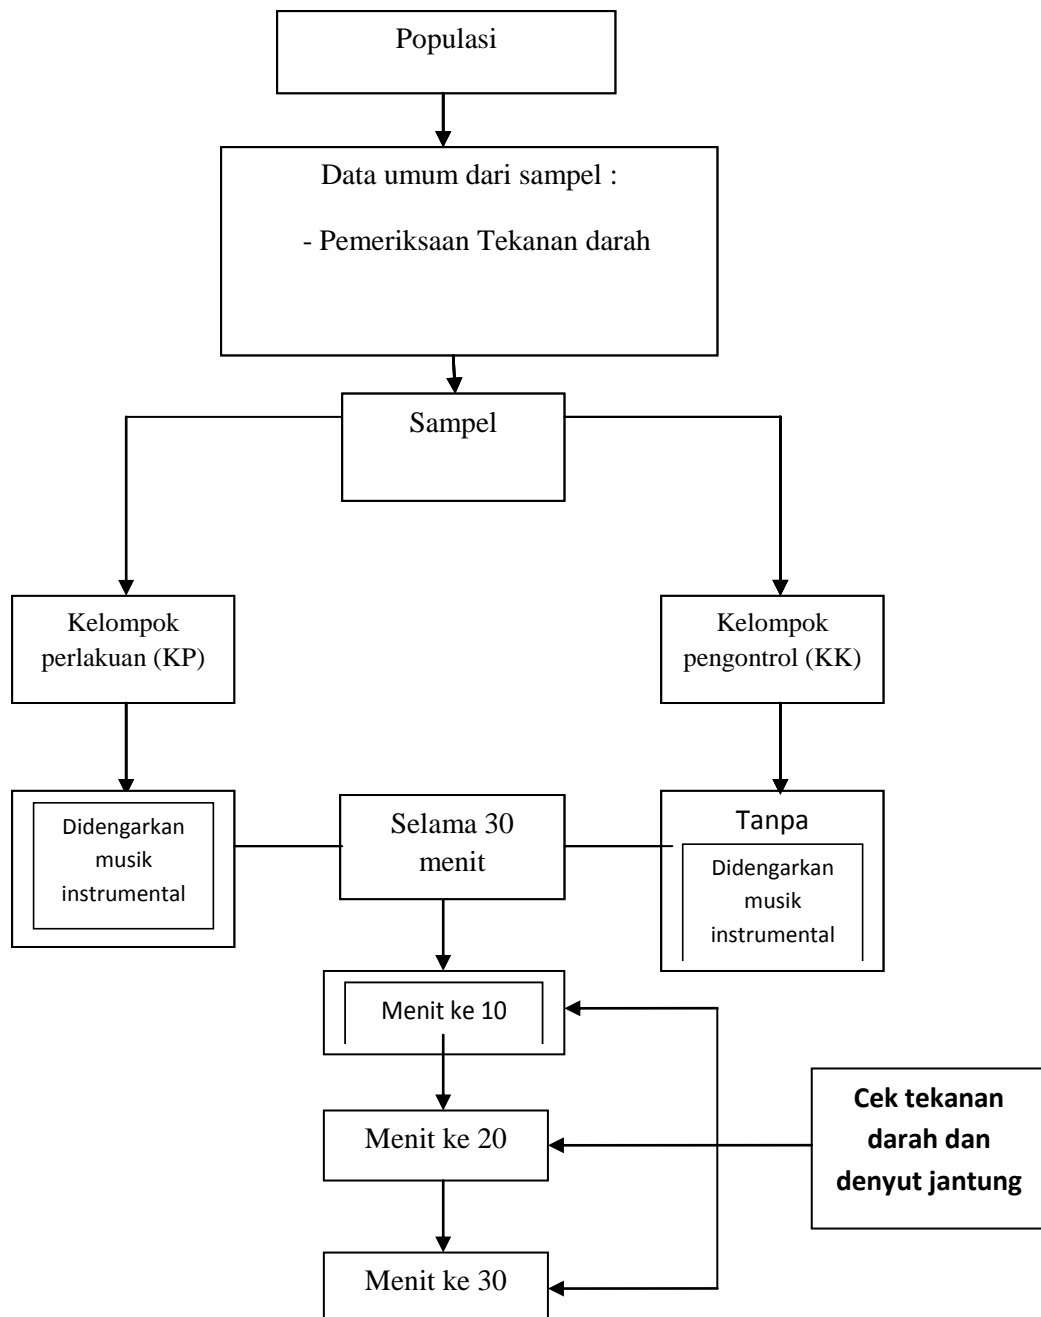 Populasi
Data umum dari sampel :
- Pemeriksaan Tekanan darah
Sampel
Kelompok
perlakuan (KP)
Kelompok
pengontrol (KK)
Didengarkan
musik
instrumental
Selama 30
menit
Tanpa
Didengarkan
musik
instrumental
Menit ke 10
Menit ke 20
Cek tekanan
darah dan
denyut jantung
Menit ke 30